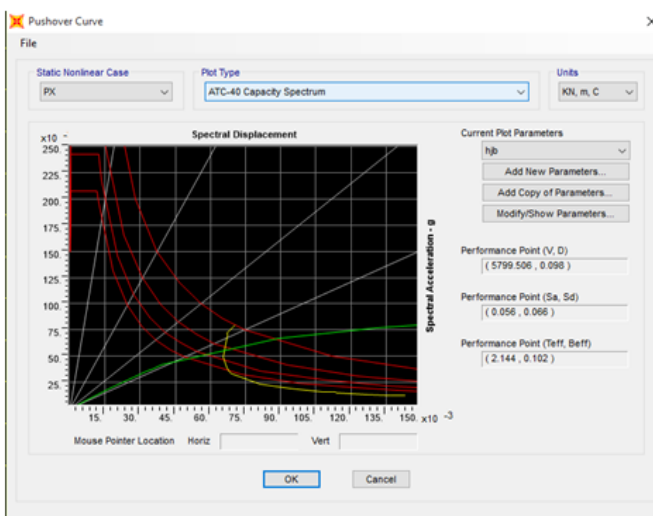 Pushover Curve
File
Static Nonlinear Case
PX
Plot Type
ATC-40 Capacity Spectrum
Units
KN, m, C
x10 -
Spectral Displacement
250.
225.
200.
175.
150.
125.
100.
75.
50.
25.
15. 30. 45. 60. 75. 90. 105. 120. 135. 150. x10 -3
Spectral Acceleration - g
Mouse Pointer Location Horiz Vert
Current Plot Parameters
hjb
Add New Parameters...
Add Copy of Parameters...
Modify/Show Parameters...
Performance Point (V, D)
( 5799.506 , 0.098 )
Performance Point (Sa, Sd)
( 0.056 , 0.066 )
Performance Point (Teff, Beff)
( 2.144 , 0.102 )
OK Cancel